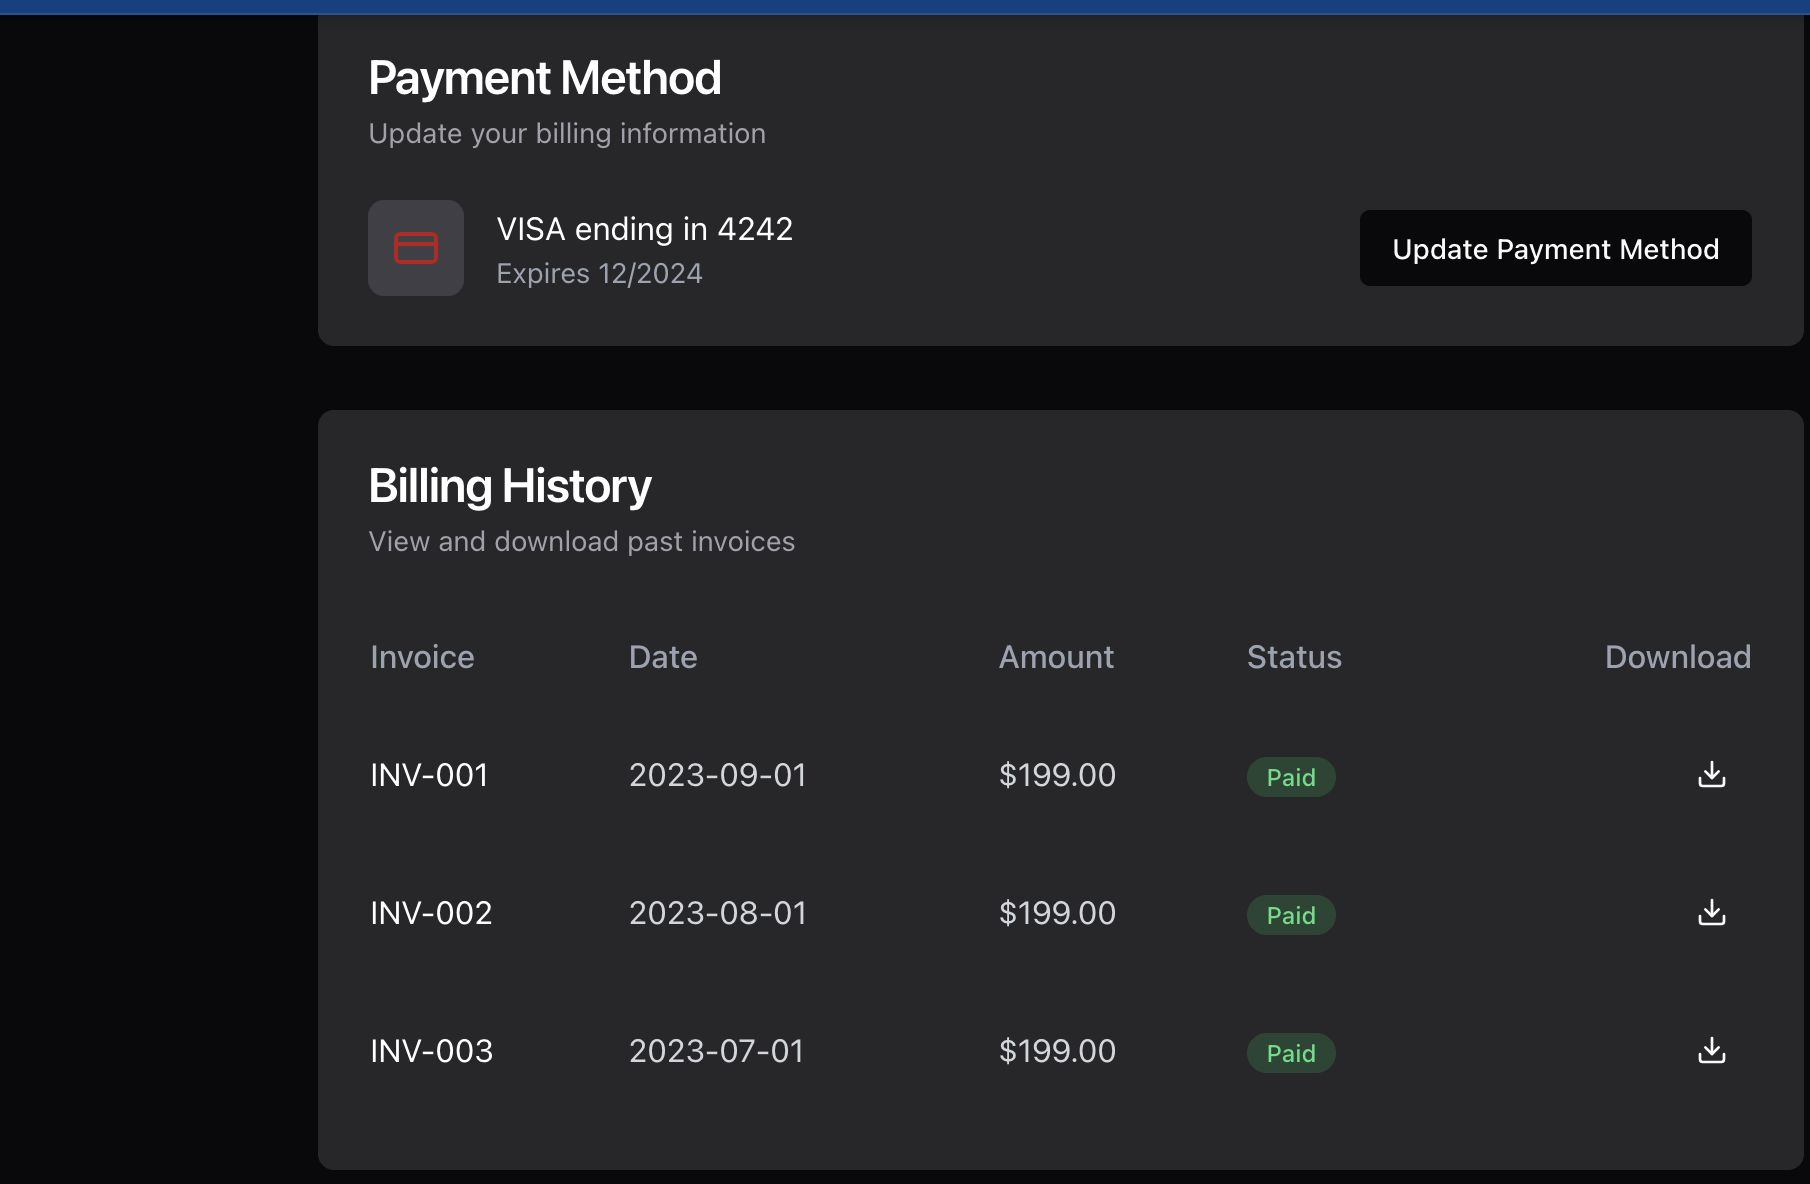 Payment Method
Update your billing information
VISA ending in 4242
Expires 12/2024
Update Payment Method
Billing History
View and download past invoices
Invoice Date Amount Status Download
INV-001 2023-09-01 $199.00 Paid
INV-002 2023-08-01 $199.00 Paid
INV-003 2023-07-01 $199.00 Paid